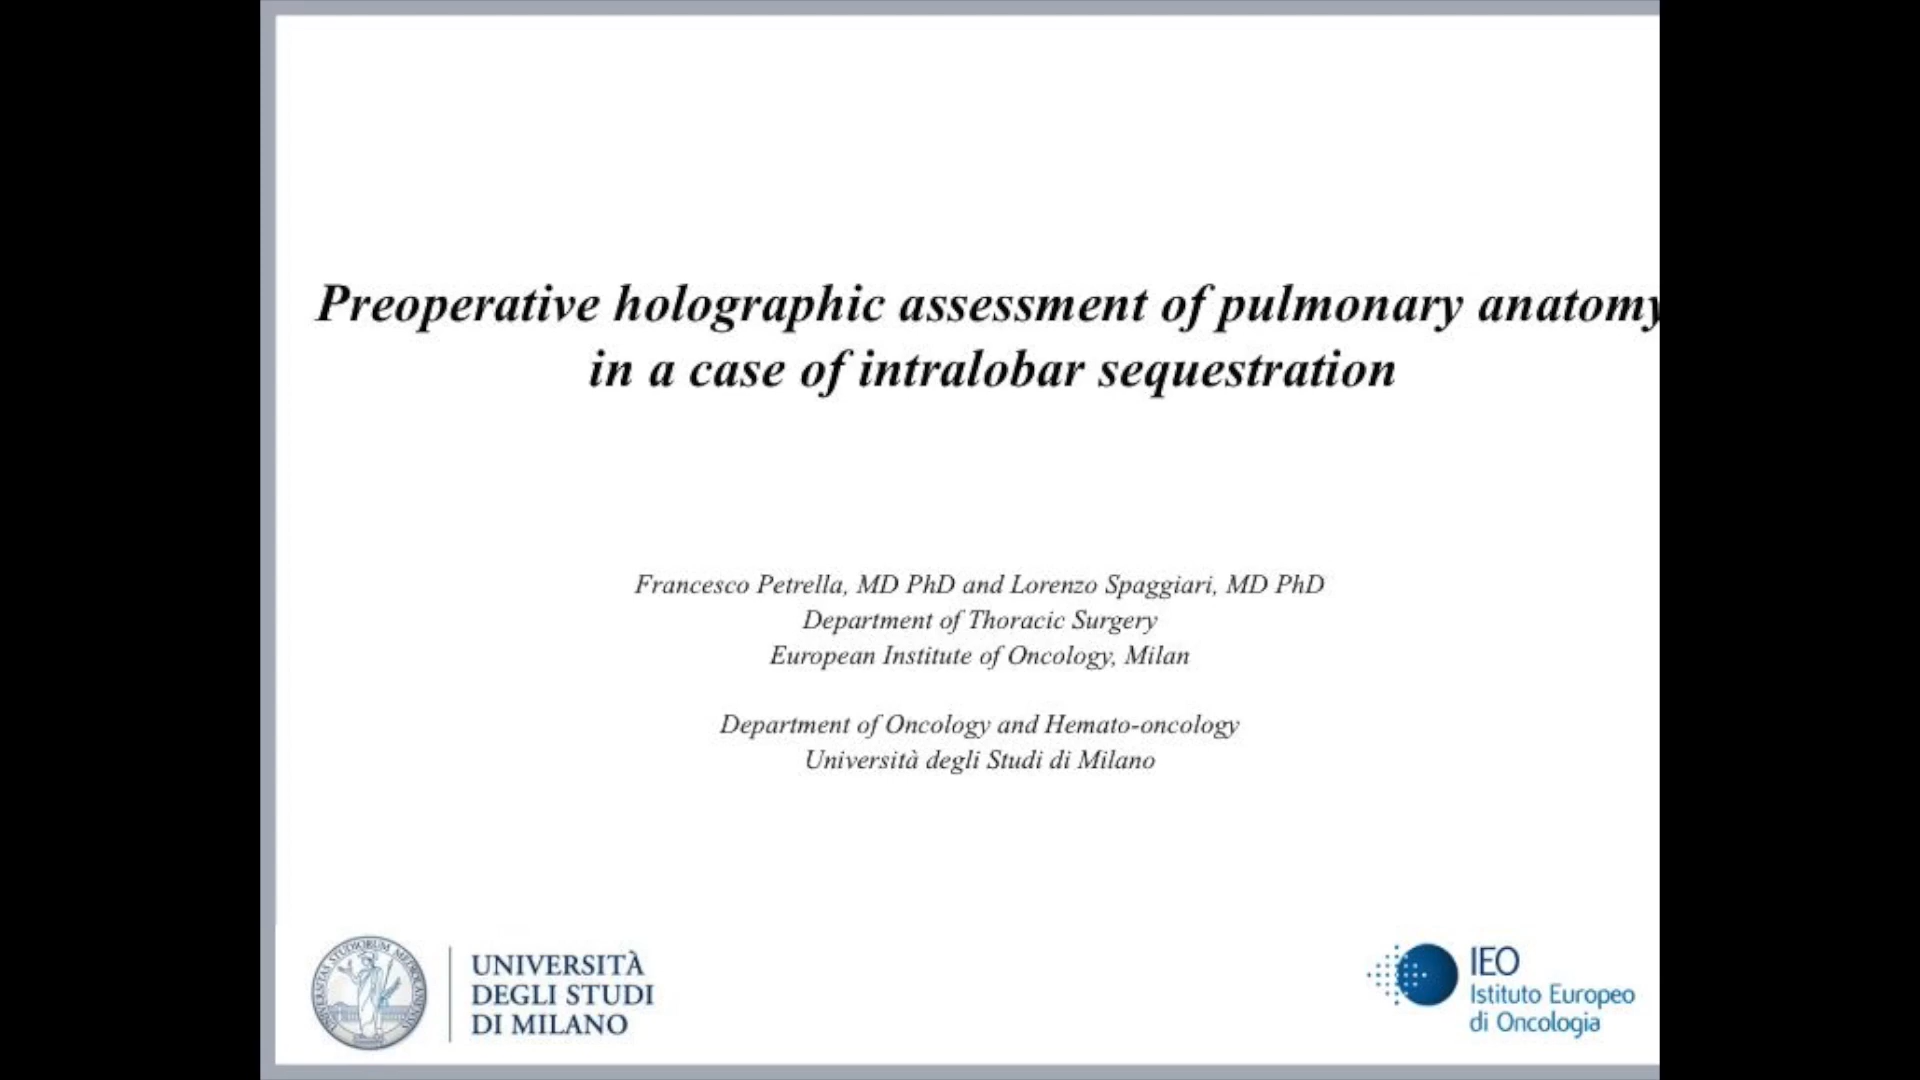 Preoperative holographic assessment of pulmonary anatomy
in a case of intralobar sequestration
Francesco Petrella, MD PhD and Lorenzo Spaggiari, MD PhD
Department of Thoracic Surgery
European Institute of Oncology, Milan
Department of Oncology and Hemato-oncology
Università degli Studi di Milano
UNIVERSITÀ
DEGLI STUDI
DI MILANO
IEO
Istituto Europeo
di Oncologia